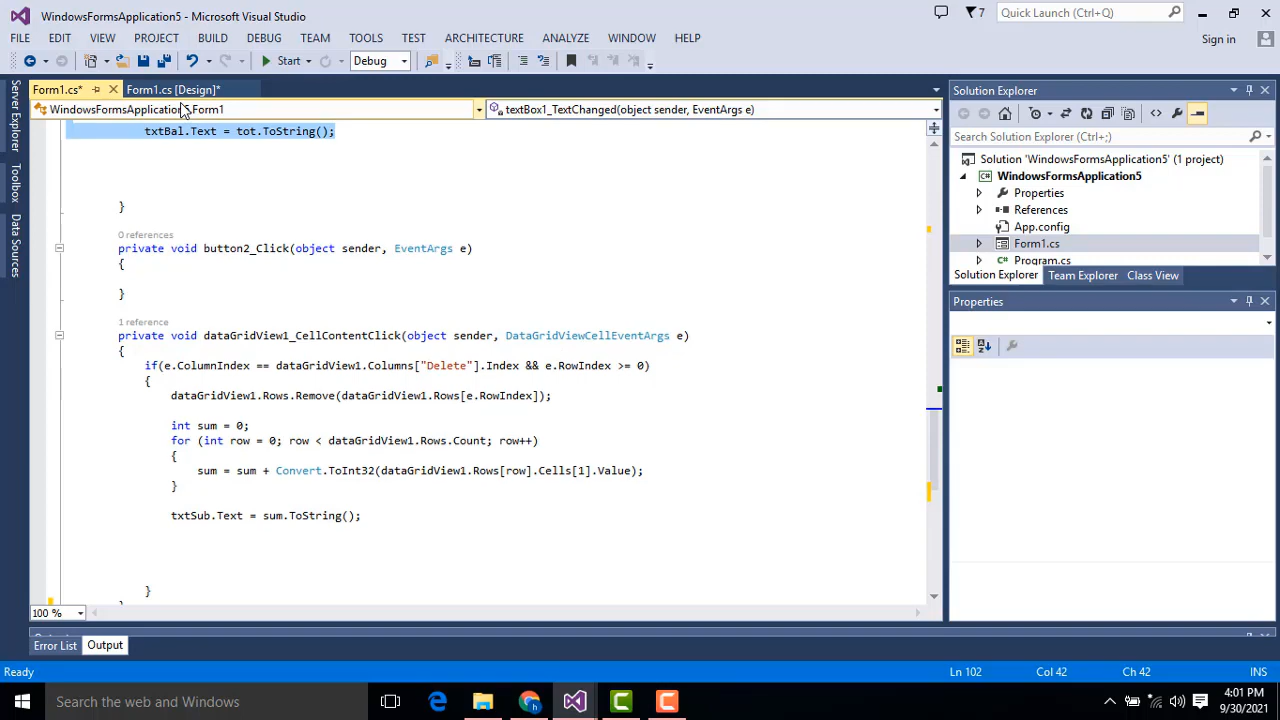 WindowsFormsApplication5 - Microsoft Visual Studio
7
Quick Launch (Ctrl+Q)
FILE EDIT VIEW PROJECT BUILD DEBUG TEAM TOOLS TEST ARCHITECTURE ANALYZE WINDOW HELP
Sign in
Start
Debug
Server Explorer
Toolbox
Data Sources
Form1.cs*
Form1.cs [Design]*
WindowsFormsApplication Form1
textBox1_TextChanged(object sender, EventArgs e)
txtBal.Text = tot.ToString();
}
0 references
private void button2_Click(object sender, EventArgs e)
{
}
1 reference
private void dataGridView1_CellContentClick(object sender, DataGridViewCellEventArgs e)
{
if(e.ColumnIndex == dataGridView1.Columns["Delete"].Index && e.RowIndex >= 0)
{
dataGridView1.Rows.Remove(dataGridView1.Rows[e.RowIndex]);
int sum = 0;
for (int row = 0; row < dataGridView1.Rows.Count; row++)
{
sum = sum + Convert.ToInt32(dataGridView1.Rows[row].Cells[1].Value);
}
txtSub.Text = sum.ToString();
}
100 %
Error List
Output
Solution Explorer
Search Solution Explorer (Ctrl+;)
Solution 'WindowsFormsApplication5' (1 project)
WindowsFormsApplication5
Properties
References
App.config
Form1.cs
Program.cs
Solution Explorer Team Explorer Class View
Properties
Ready
Ln 102
Col 42
Ch 42
INS
Search the web and Windows
4:01 PM
9/30/2021